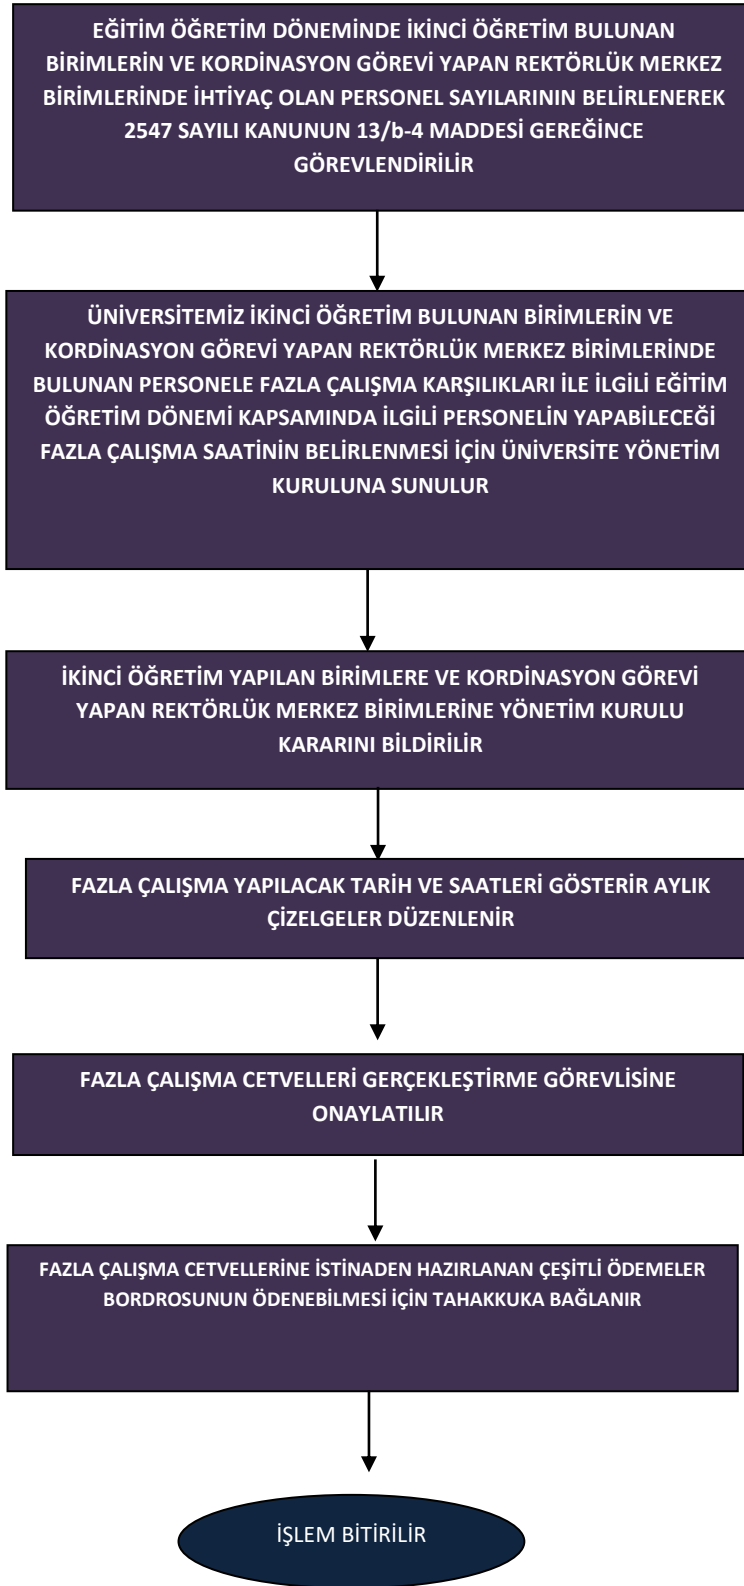 EĞİTİM ÖĞRETİM DÖNEMİNDE İKİNCİ ÖĞRETİM BULUNAN
BİRİMLERİN VE KORDİNASYON GÖREVİ YAPAN REKTÖRLÜK MERKEZ
BİRİMLERİNDE İHTİYAÇ OLAN PERSONEL SAYILARININ BELİRLENEREK
2547 SAYILI KANUNUN 13/b-4 MADDESİ GEREĞİNCE
GÖREVLENDİRİLİR
ÜNİVERSİTEMİZ İKİNCİ ÖĞRETİM BULUNAN BİRİMLERİN VE
KORDİNASYON GÖREVİ YAPAN REKTÖRLÜK MERKEZ BİRİMLERİNDE
BULUNAN PERSONELE FAZLA ÇALIŞMA KARŞILIKLARI İLE İLGİLİ EĞİTİM
ÖĞRETİM DÖNEMİ KAPSAMINDA İLGİLİ PERSONELİN YAPABİLECEĞİ
FAZLA ÇALIŞMA SAATİNİN BELİRLENMESİ İÇİN ÜNİVERSİTE YÖNETİM
KURULUNA SUNULUR
İKİNCİ ÖĞRETİM YAPILAN BİRİMLERE VE KORDİNASYON GÖREVİ
YAPAN REKTÖRLÜK MERKEZ BİRİMLERİNE YÖNETİM KURULU
KARARINI BİLDİRİLİR
FAZLA ÇALIŞMA YAPILACAK TARİH VE SAATLERİ GÖSTERİR AYLIK
ÇİZELGELER DÜZENLENİR
FAZLA ÇALIŞMA CETVELLERİ GERÇEKLEŞTİRME GÖREVLİSİNE
ONAYLATILIR
FAZLA ÇALIŞMA CETVELLERİNE İSTİNADEN HAZIRLANAN ÇEŞİTLİ ÖDEMELER
BORDROSUNUN ÖDENEBİLMESİ İÇİN TAHAKKUKA BAĞLANIR
İŞLEM BİTİRİLİR